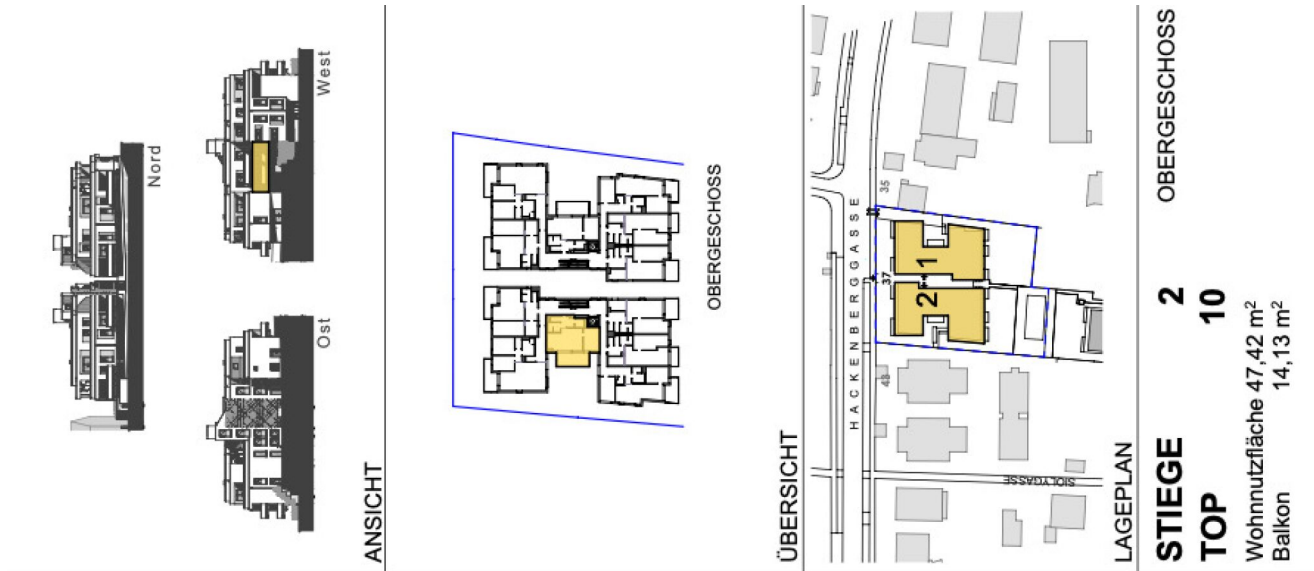 Nord
West
Ost
ANSICHT
OBERGESCHOSS
ÜBERSICHT
HACKENBERGGASSE
35
37
43
1
2
SIOLYGASSE
LAGEPLAN
STIEGE 2 OBERGESCHOSS
TOP 10
Wohnnutzfläche 47,42 m²
Balkon 14,13 m²